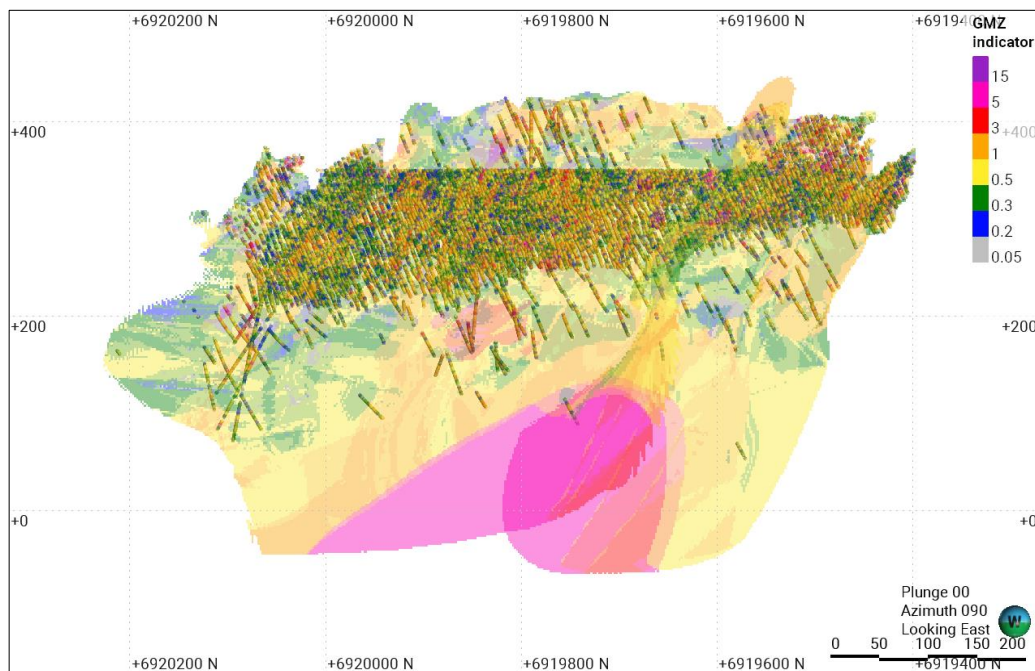 +6920200 N
+6920000 N
+6919800 N
+6919600 N
+6919400 N
GMZ
indicator
15
5
3
1
0.5
0.3
0.2
0.05
+400
+400
+200
+200
+0
+0
Plunge 00
Azimuth 090
Looking East
W
0 50 100 150 200
+6920200 N
+6920000 N
+6919800 N
+6919600 N
+6919400 N